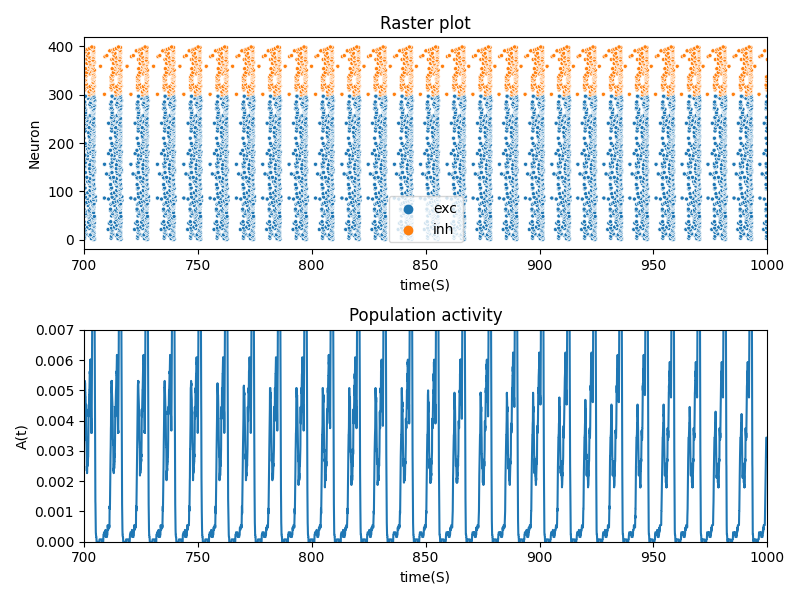 Raster plot
400
300
200
100
0
Neuron
exc
inh
700 750 800 850 900 950 1000
time(S)
Population activity
0.007
0.006
0.005
0.004
0.003
0.002
0.001
0.000
A(t)
700 750 800 850 900 950 1000
time(S)